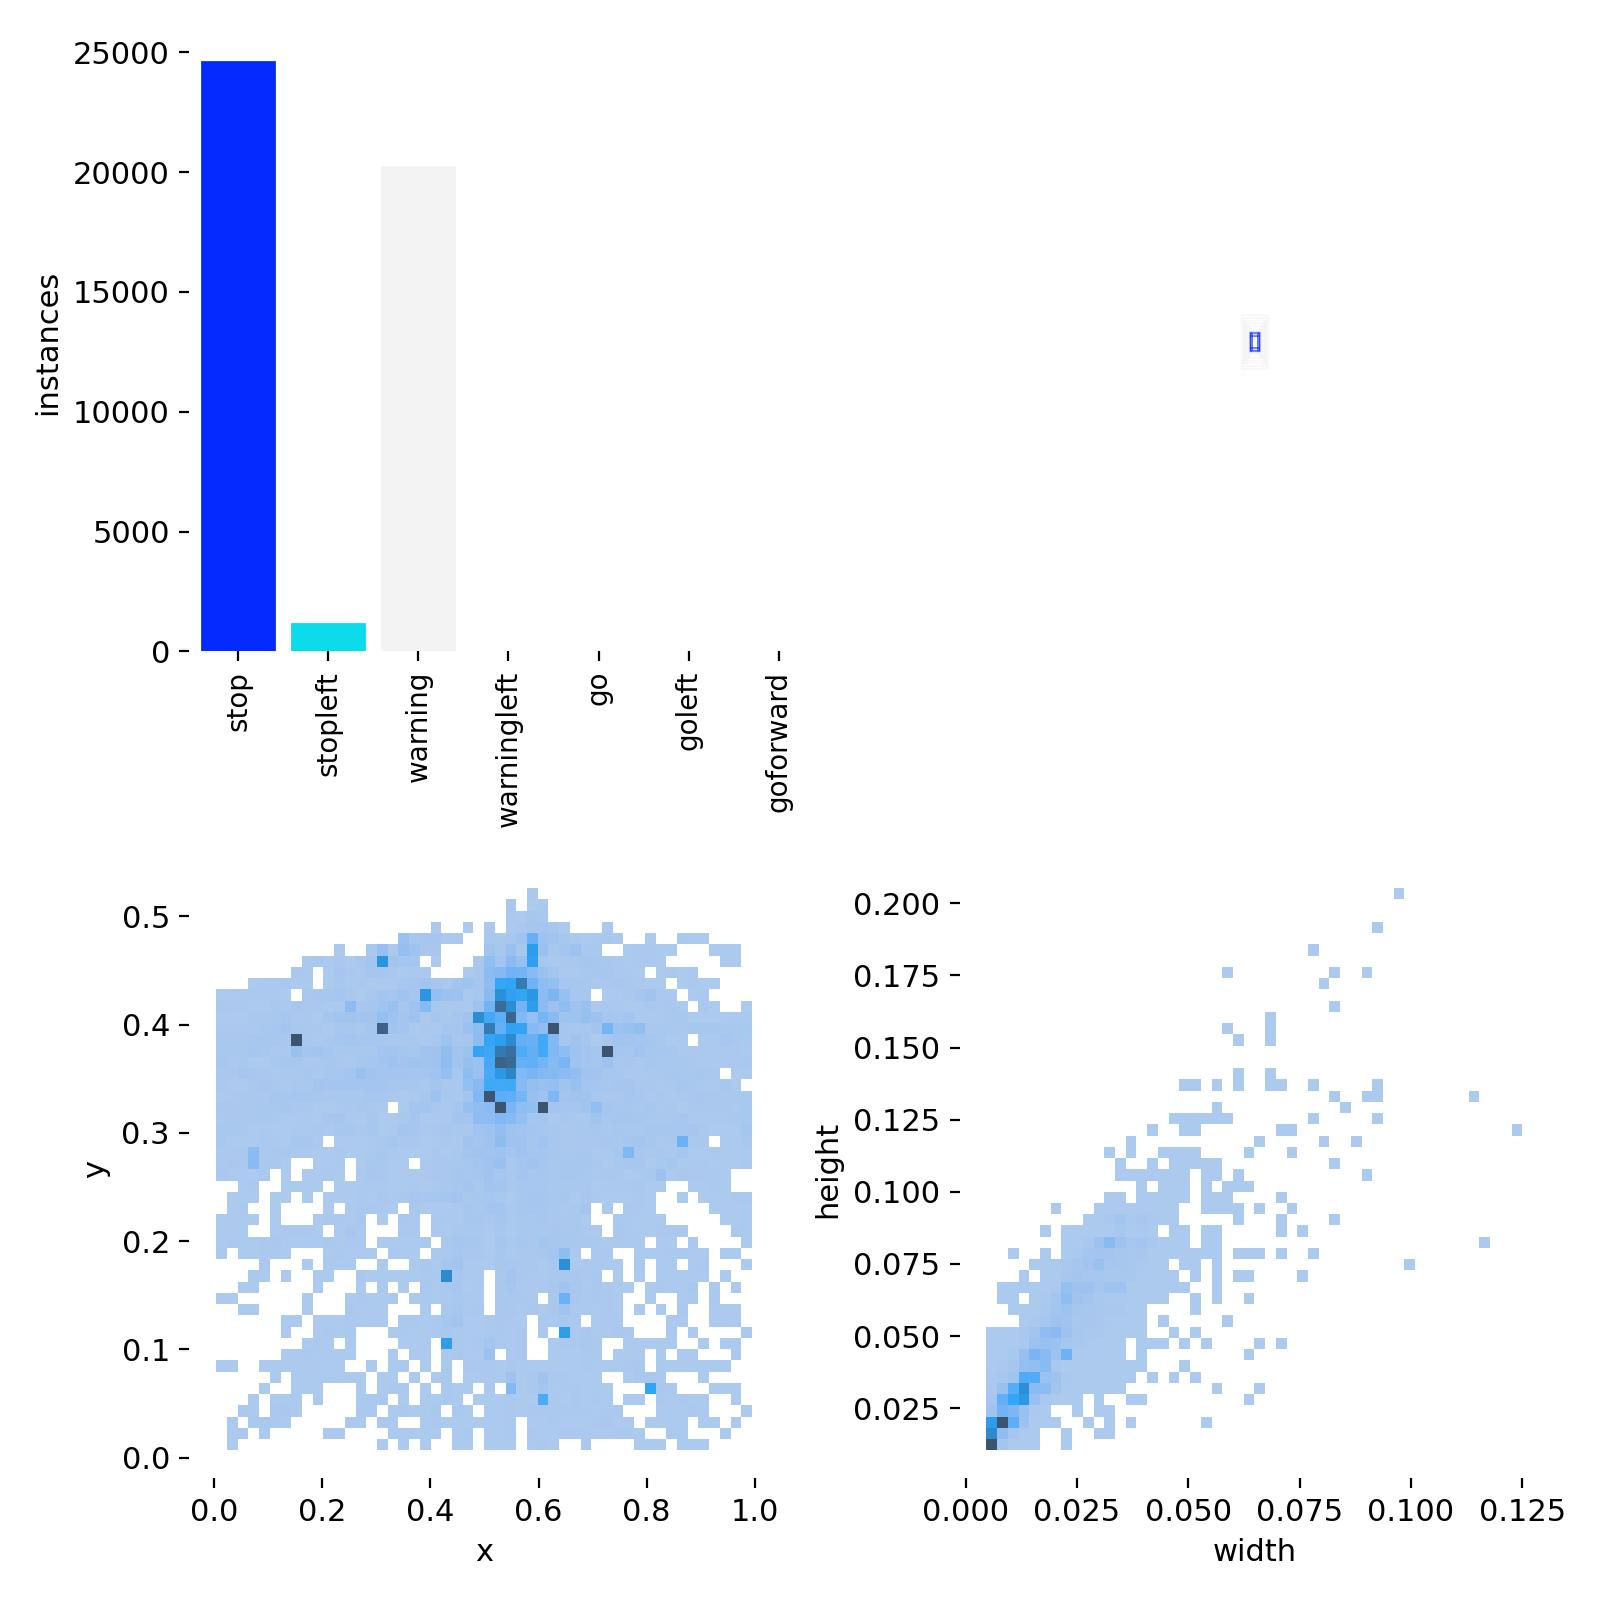 25000
20000
15000
10000
5000
0
instances
stop
stopleft
warning
warningleft
go
goleft
goforward
0.5
0.4
0.3
0.2
0.1
0.0
y
0.0 0.2 0.4 0.6 0.8 1.0
x
0.200
0.175
0.150
0.125
0.100
0.075
0.050
0.025
height
0.000 0.025 0.050 0.075 0.100 0.125
width